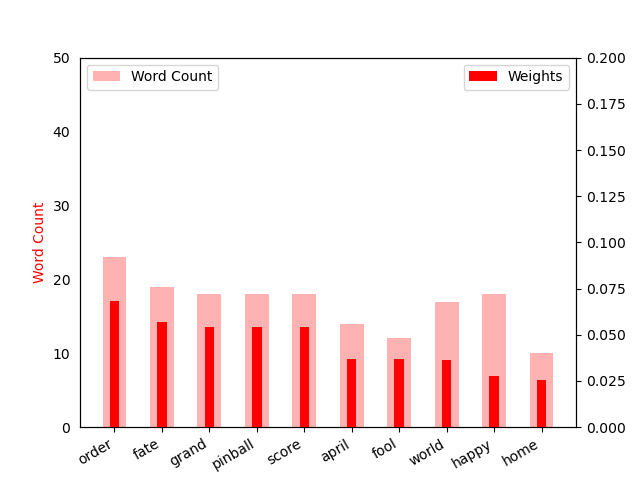 Word Count
Weights
50
40
30
20
10
0
Word Count
0.200
0.175
0.150
0.125
0.100
0.075
0.050
0.025
0.000
order
fate
grand
pinball
score
april
fool
world
happy
home